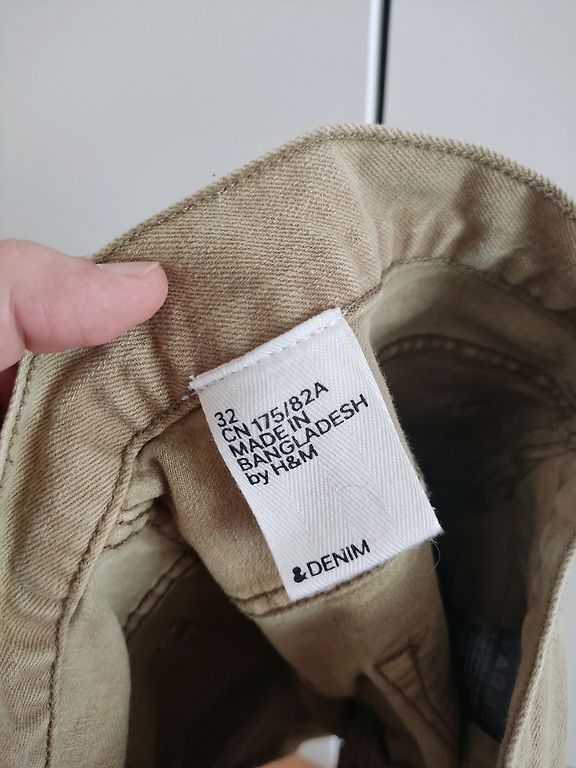 32
CN 175/82A
MADE IN
BANGLADESH
by H&M
&DENIM